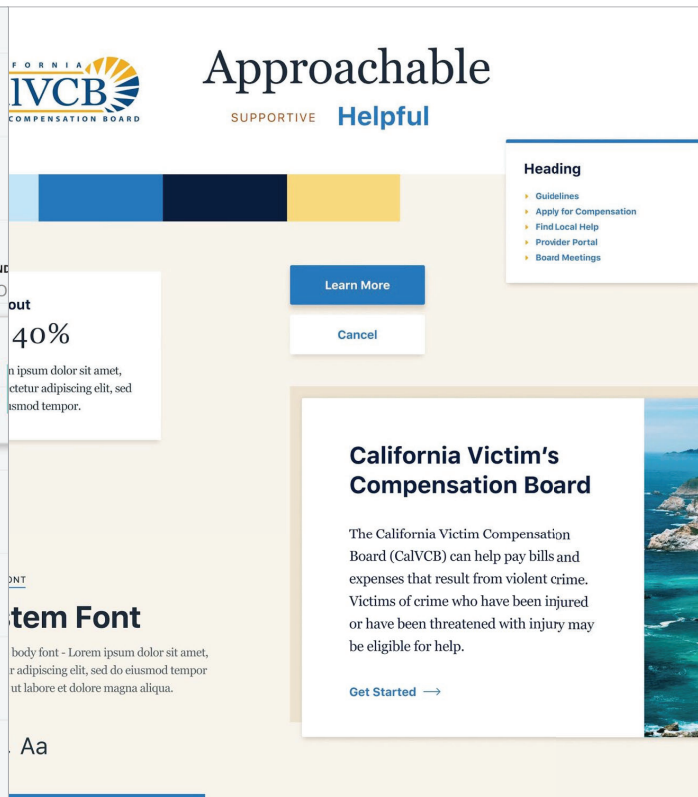 FORNIA
IVCB
COMPENSATION BOARD
Approachable
SUPPORTIVE Helpful
Heading
Guidelines
Apply for Compensation
Find Local Help
Provider Portal
Board Meetings
out
40%
ipsum dolor sit amet,
ctetur adipiscing elit, sed
usmod tempor.
Learn More
Cancel
California Victim’s
Compensation Board
The California Victim Compensation
Board (CalVCB) can help pay bills and
expenses that result from violent crime.
Victims of crime who have been injured
or have been threatened with injury may
be eligible for help.
Get Started →
ONT
tem Font
body font - Lorem ipsum dolor sit amet,
r adipiscing elit, sed do eiusmod tempor
ut labore et dolore magna aliqua.
Aa